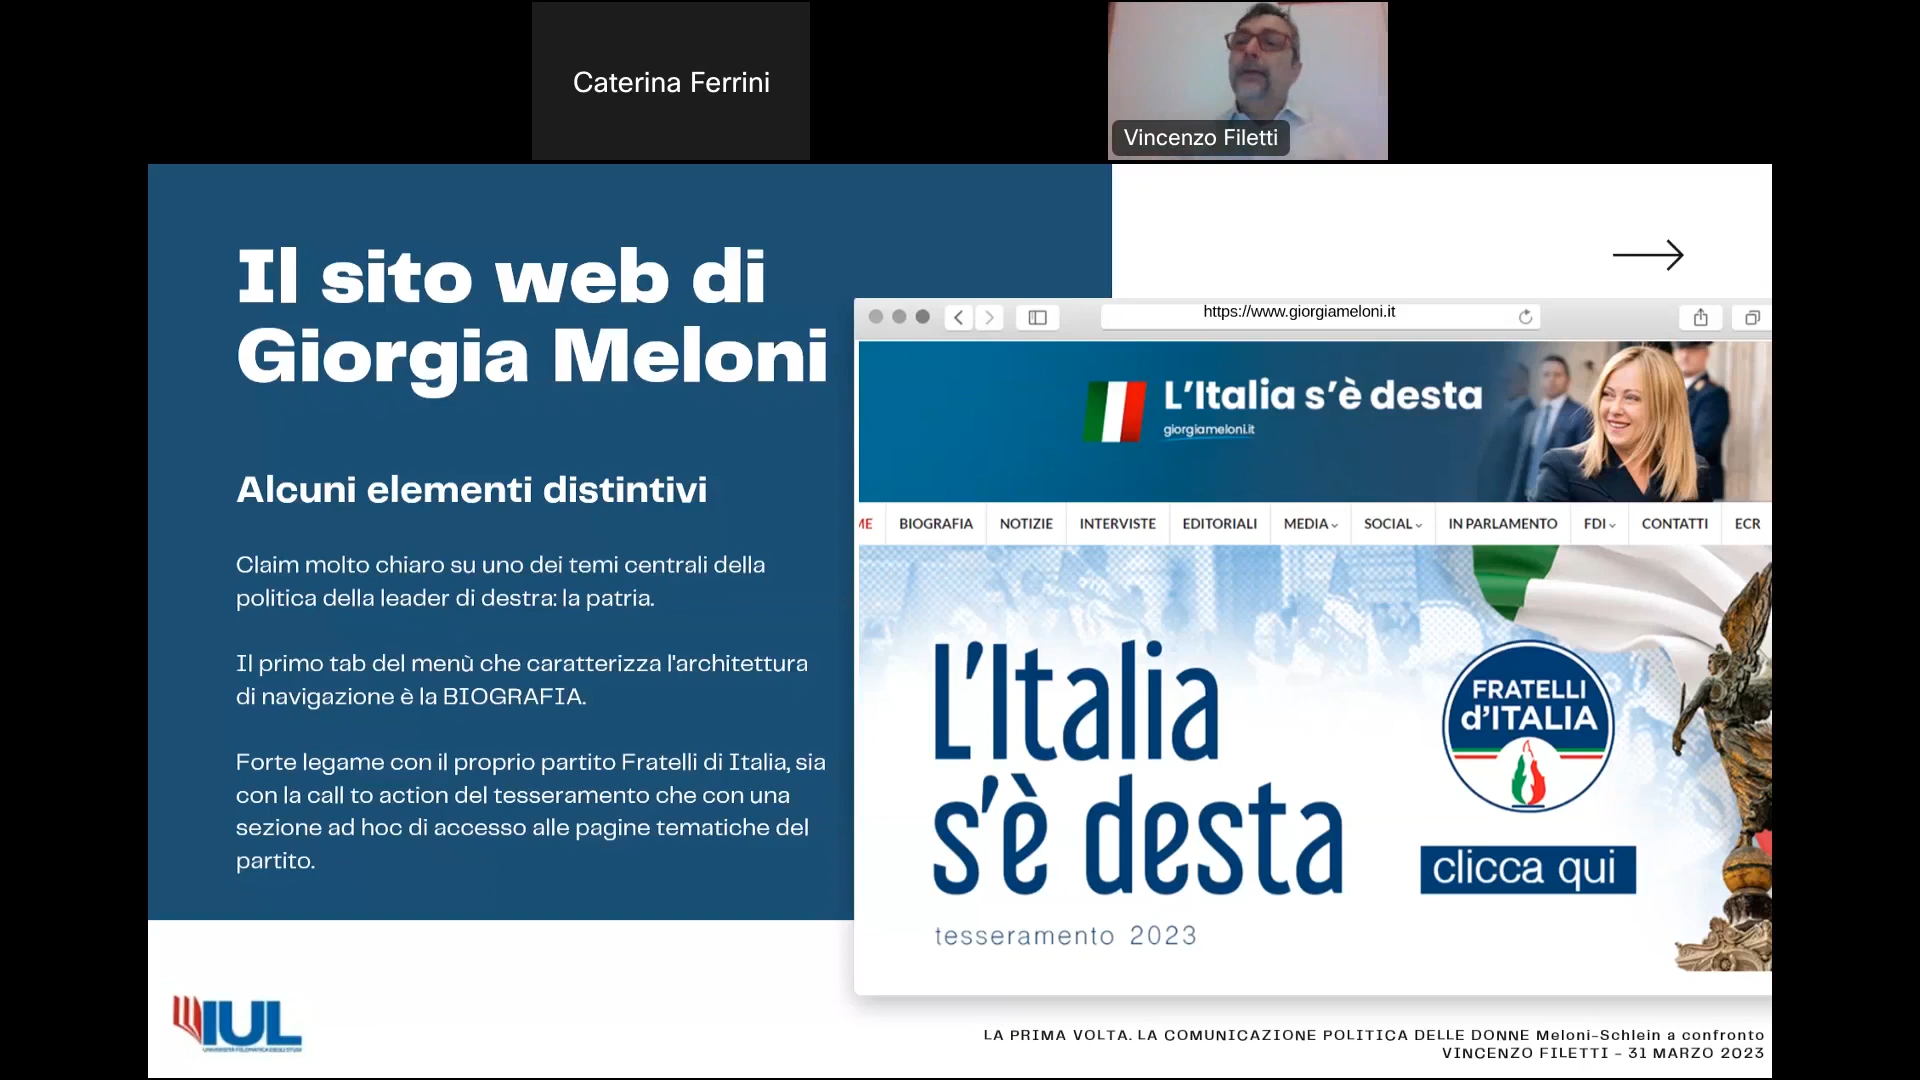 Caterina Ferrini
Vincenzo Filetti
Il sito web di
Giorgia Meloni
Alcuni elementi distintivi
Claim molto chiaro su uno dei temi centrali della
politica della leader di destra: la patria.
Il primo tab del menù che caratterizza l'architettura
di navigazione è la BIOGRAFIA.
Forte legame con il proprio partito Fratelli di Italia, sia
con la call to action del tesseramento che con una
sezione ad hoc di accesso alle pagine tematiche del
partito.
https://www.giorgiameloni.it
L'Italia s'è desta
giorgiameloni.it
ME BIOGRAFIA NOTIZIE INTERVISTE EDITORIALI MEDIA SOCIAL IN PARLAMENTO FDI CONTATTI ECR
L'Italia
s'è desta
tesseramento 2023
FRATELLI
d'ITALIA
clicca qui
IUL
UNIVERSITÀ TELEMATICA DEGLI STUDI
LA PRIMA VOLTA. LA COMUNICAZIONE POLITICA DELLE DONNE Meloni-Schlein a confronto
VINCENZO FILETTI - 31 MARZO 2023